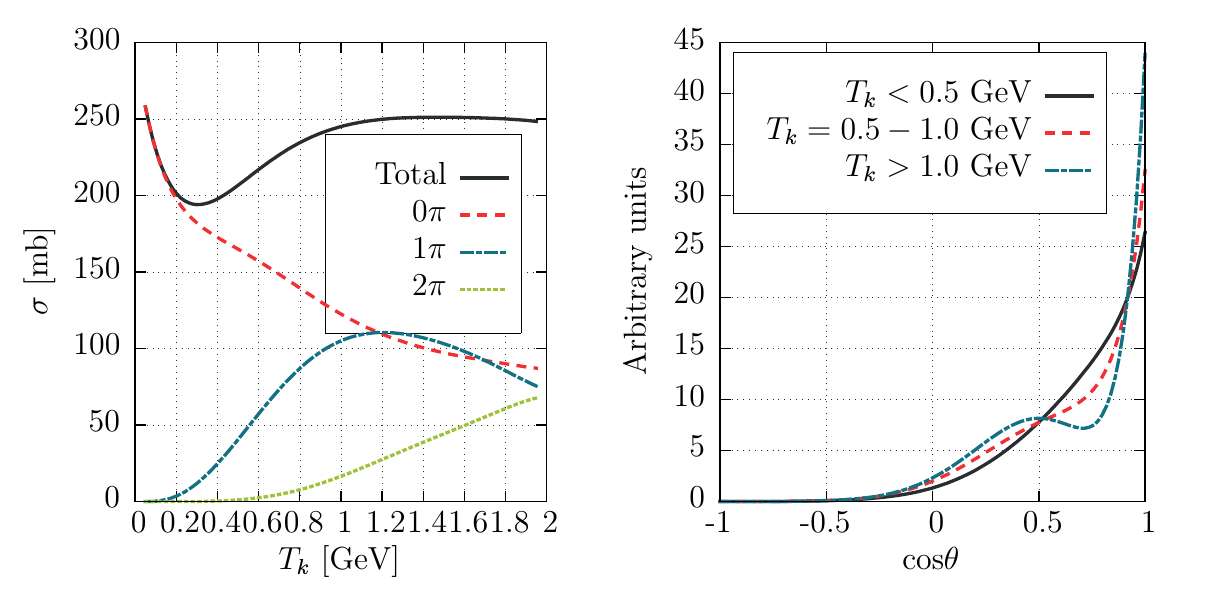 300
250
200
150
100
50
0
σ [mb]
Total
0π
1π
2π
0 0.2 0.4 0.6 0.8 1 1.2 1.4 1.6 1.8 2
T_k [GeV]
45
40
35
30
25
20
15
10
5
0
Arbitrary units
T_k < 0.5 GeV
T_k = 0.5 − 1.0 GeV
T_k > 1.0 GeV
-1 -0.5 0 0.5 1
cosθ